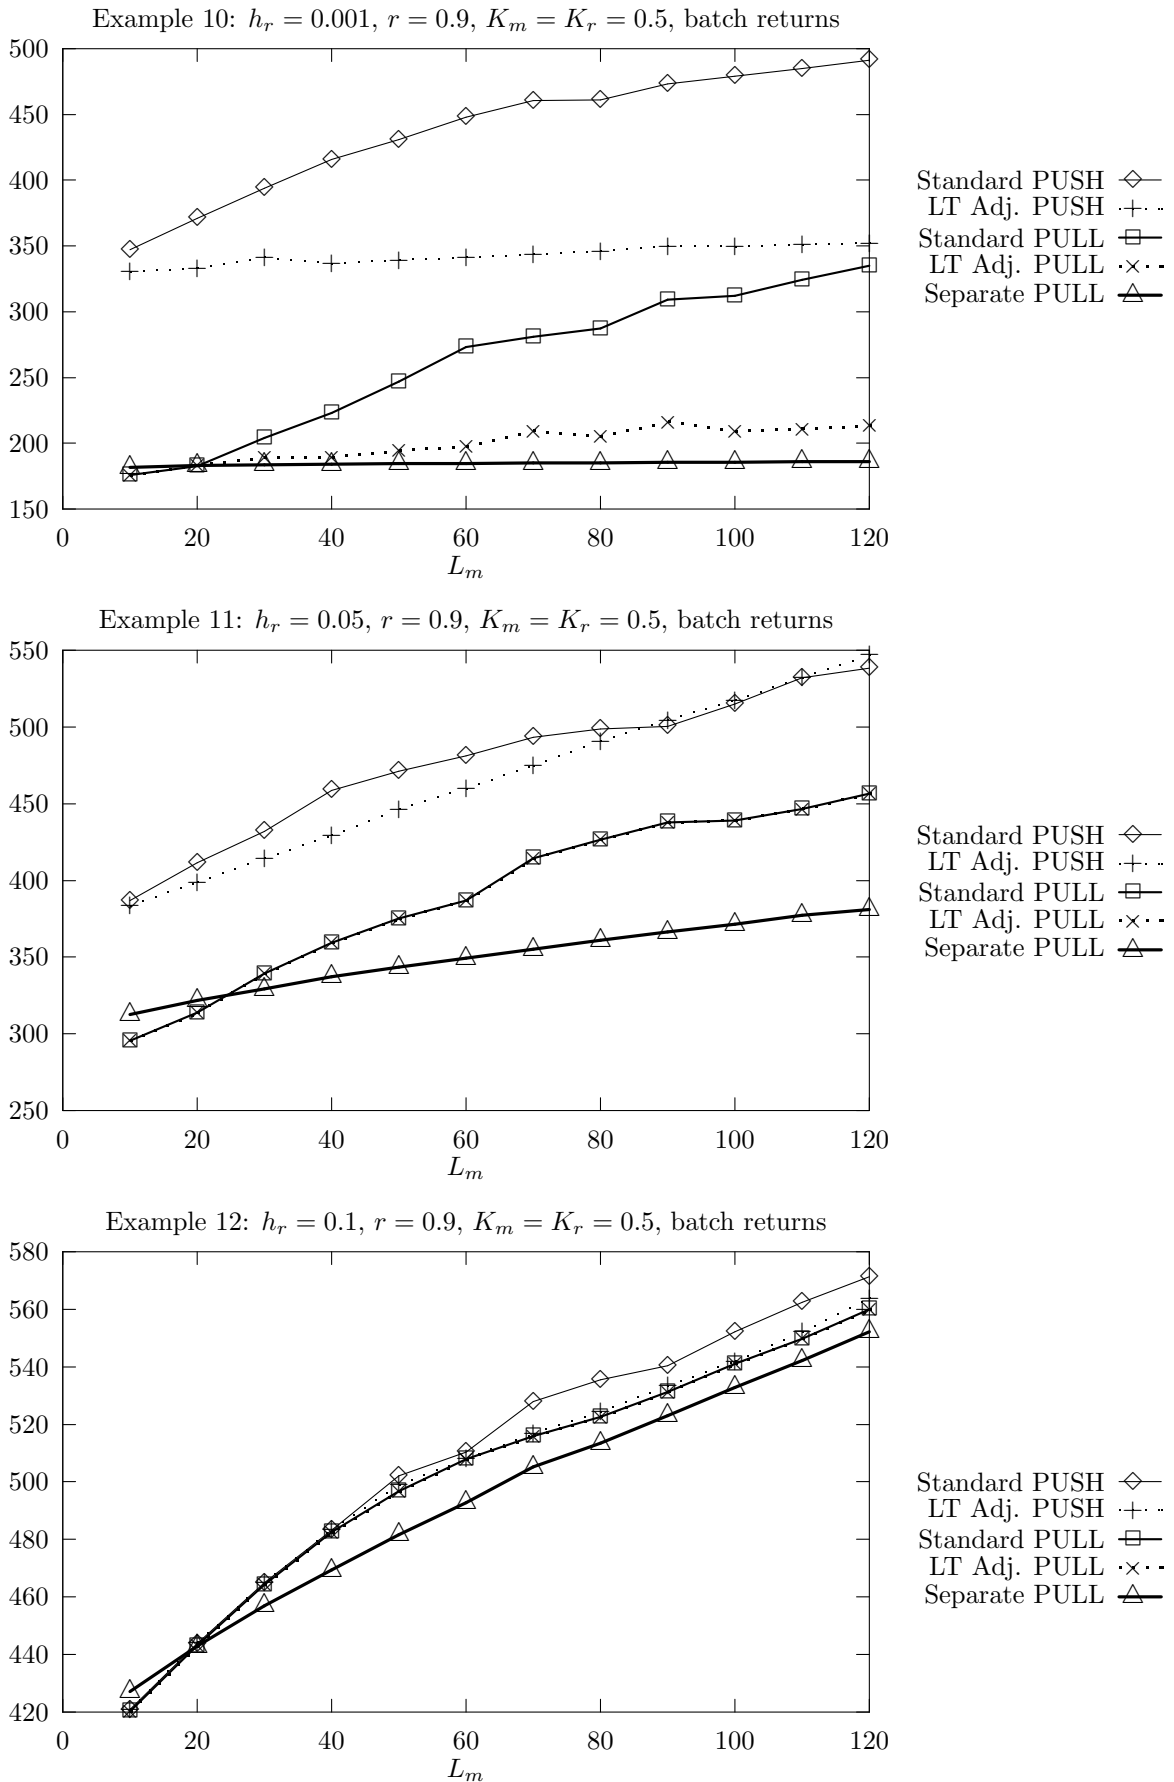 Example 10: h_r = 0.001, r = 0.9, K_m = K_r = 0.5, batch returns
500
450
400
350
300
250
200
150
0 20 40 60 80 100 120
L_m
Standard PUSH
LT Adj. PUSH
Standard PULL
LT Adj. PULL
Separate PULL
Example 11: h_r = 0.05, r = 0.9, K_m = K_r = 0.5, batch returns
550
500
450
400
350
300
250
0 20 40 60 80 100 120
L_m
Standard PUSH
LT Adj. PUSH
Standard PULL
LT Adj. PULL
Separate PULL
Example 12: h_r = 0.1, r = 0.9, K_m = K_r = 0.5, batch returns
580
560
540
520
500
480
460
440
420
0 20 40 60 80 100 120
L_m
Standard PUSH
LT Adj. PUSH
Standard PULL
LT Adj. PULL
Separate PULL